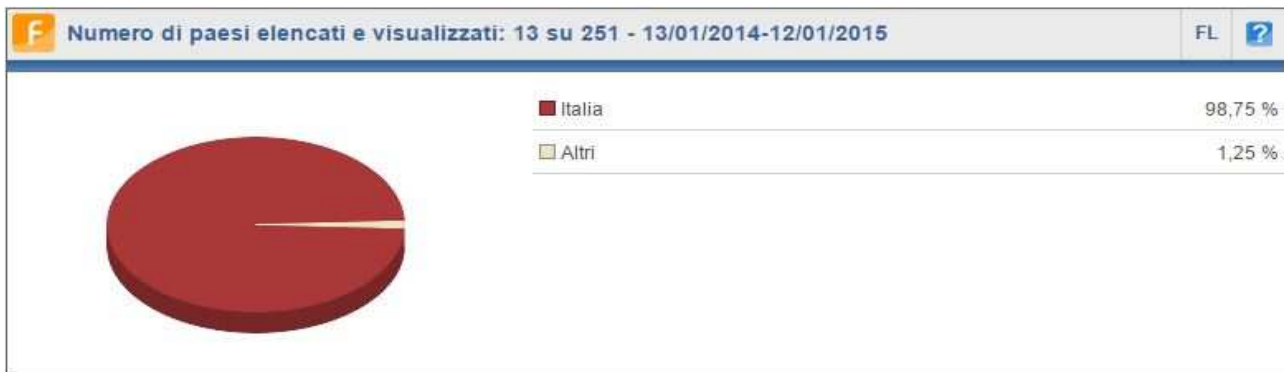 F Numero di paesi elencati e visualizzati: 13 su 251 - 13/01/2014-12/01/2015 FL ?
Italia 98,75 %
Altri 1,25 %